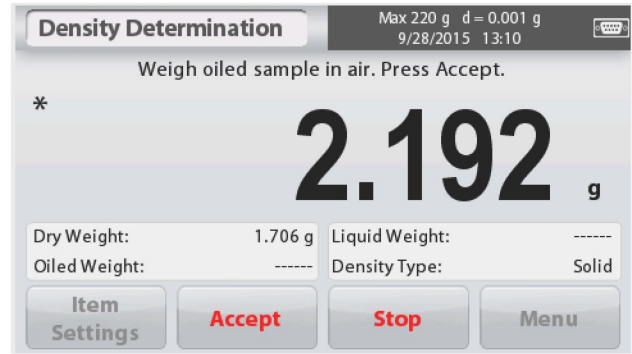 Density Determination
Max 220 g d = 0.001 g
9/28/2015 13:10
Weigh oiled sample in air. Press Accept.
*
2.192 g
Dry Weight: 1.706 g
Liquid Weight: ------
Oiled Weight: ------
Density Type: Solid
Item Settings
Accept
Stop
Menu